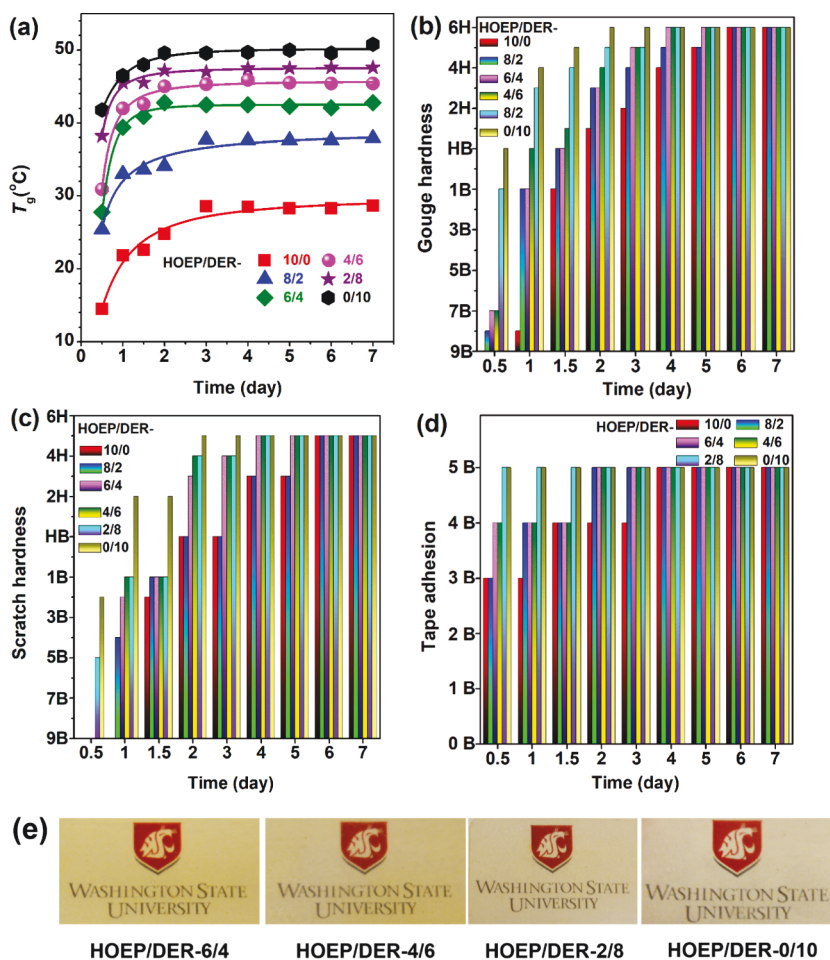 (a)
50
40
30
20
10
Tg(°C)
HOEP/DER-
10/0
8/2
6/4
4/6
2/8
0/10
0
1
2
3
4
5
6
7
Time (day)
(b)
HOEP/DER-
10/0
8/2
6/4
4/6
8/2
0/10
6H
4H
2H
HB
1B
3B
5B
7B
9B
Gouge hardness
0.5 1 1.5 2 3 4 5 6 7
Time (day)
(c)
HOEP/DER-
10/0
8/2
6/4
4/6
2/8
0/10
6H
4H
2H
HB
1B
3B
5B
7B
9B
Scratch hardness
0.5 1 1.5 2 3 4 5 6 7
Time (day)
(d)
HOEP/DER-
10/0 8/2
6/4 4/6
2/8 0/10
5 B
4 B
3 B
2 B
1 B
0 B
Tape adhesion
0.5 1 1.5 2 3 4 5 6 7
Time (day)
(e)
WASHINGTON STATE
UNIVERSITY
WASHINGTON STATE
UNIVERSITY
WASHINGTON STATE
UNIVERSITY
WASHINGTON STATE
UNIVERSITY
HOEP/DER-6/4
HOEP/DER-4/6
HOEP/DER-2/8
HOEP/DER-0/10